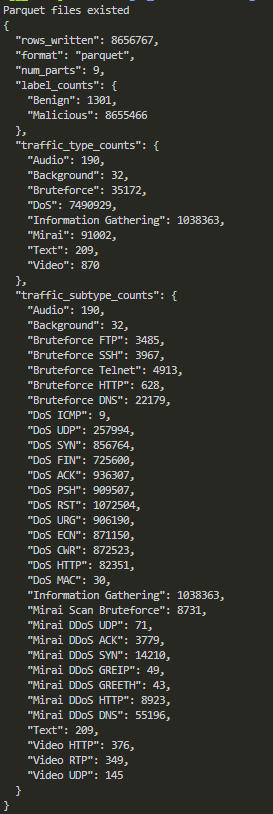 Parquet files existed
{
  "rows_written": 8656767,
  "format": "parquet",
  "num_parts": 9,
  "label_counts": {
    "Benign": 1301,
    "Malicious": 8655466
  },
  "traffic_type_counts": {
    "Audio": 190,
    "Background": 32,
    "Bruteforce": 35172,
    "DoS": 7490929,
    "Information Gathering": 1038363,
    "Mirai": 91002,
    "Text": 209,
    "Video": 870
  },
  "traffic_subtype_counts": {
    "Audio": 190,
    "Background": 32,
    "Bruteforce FTP": 3485,
    "Bruteforce SSH": 3967,
    "Bruteforce Telnet": 4913,
    "Bruteforce HTTP": 628,
    "Bruteforce DNS": 22179,
    "DoS ICMP": 9,
    "DoS UDP": 257994,
    "DoS SYN": 856764,
    "DoS FIN": 725600,
    "DoS ACK": 936307,
    "DoS PSH": 909507,
    "DoS RST": 1072504,
    "DoS URG": 906190,
    "DoS ECN": 871150,
    "DoS CWR": 872523,
    "DoS HTTP": 82351,
    "DoS MAC": 30,
    "Information Gathering": 1038363,
    "Mirai Scan Bruteforce": 8731,
    "Mirai DDoS UDP": 71,
    "Mirai DDoS ACK": 3779,
    "Mirai DDoS SYN": 14210,
    "Mirai DDoS GREIP": 49,
    "Mirai DDoS GREETH": 43,
    "Mirai DDoS HTTP": 8923,
    "Mirai DDoS DNS": 55196,
    "Text": 209,
    "Video HTTP": 376,
    "Video RTP": 349,
    "Video UDP": 145
  }
}